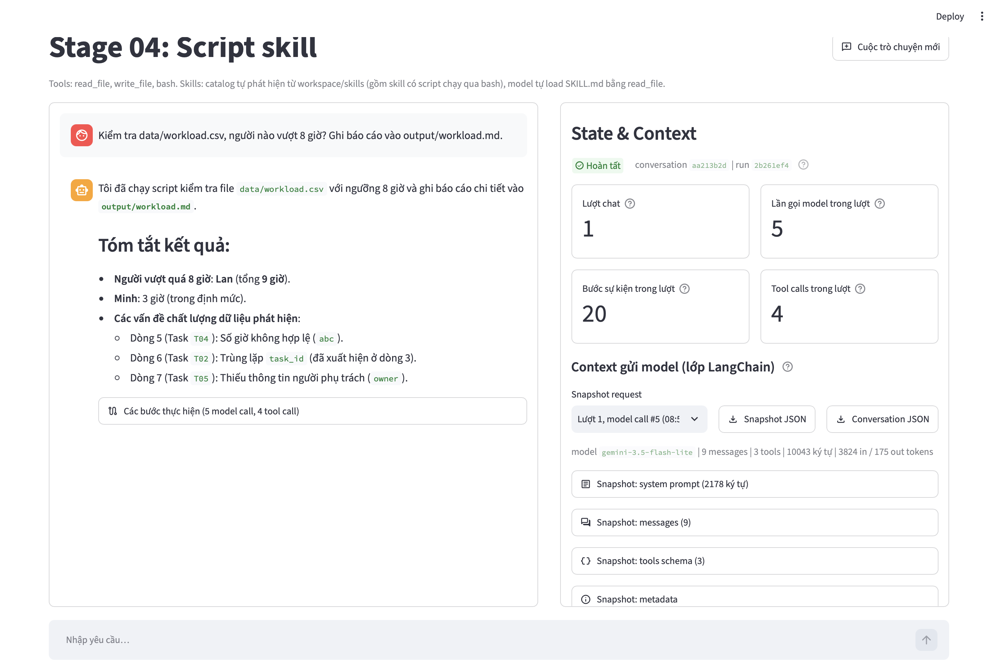 Deploy
Stage 04: Script skill
Cuộc trò chuyện mới
Tools: read_file, write_file, bash. Skills: catalog tự phát hiện từ workspace/skills (gồm skill có script chạy qua bash), model tự load SKILL.md bằng read_file.
Kiểm tra data/workload.csv, người nào vượt 8 giờ? Ghi báo cáo vào output/workload.md.
Tôi đã chạy script kiểm tra file data/workload.csv với ngưỡng 8 giờ và ghi báo cáo chi tiết vào
output/workload.md.
Tóm tắt kết quả:
Người vượt quá 8 giờ: Lan (tổng 9 giờ).
Minh: 3 giờ (trong định mức).
Các vấn đề chất lượng dữ liệu phát hiện:
Dòng 5 (Task T04): Số giờ không hợp lệ (abc).
Dòng 6 (Task T02): Trùng lặp task_id (đã xuất hiện ở dòng 3).
Dòng 7 (Task T05): Thiếu thông tin người phụ trách (owner).
Các bước thực hiện (5 model call, 4 tool call)
State & Context
Hoàn tất conversation aa213b2d | run 2b261ef4
Lượt chat
1
Lần gọi model trong lượt
5
Bước sự kiện trong lượt
20
Tool calls trong lượt
4
Context gửi model (lớp LangChain)
Snapshot request
Lượt 1, model call #5 (08:5
Snapshot JSON
Conversation JSON
model gemini-3.5-flash-lite | 9 messages | 3 tools | 10043 ký tự | 3824 in / 175 out tokens
Snapshot: system prompt (2178 ký tự)
Snapshot: messages (9)
Snapshot: tools schema (3)
Snapshot: metadata
Nhập yêu cầu…